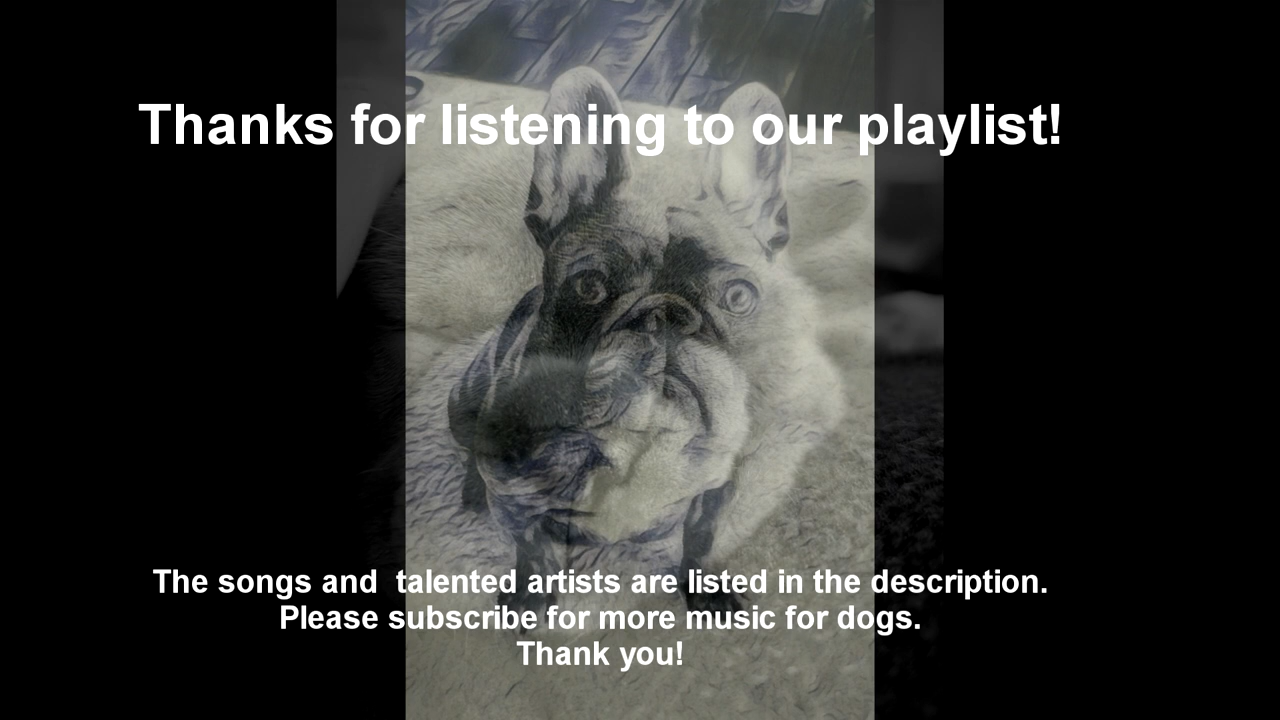 Thanks for listening to our playlist!
The songs and  talented artists are listed in the description.
Please subscribe for more music for dogs.
Thank you!